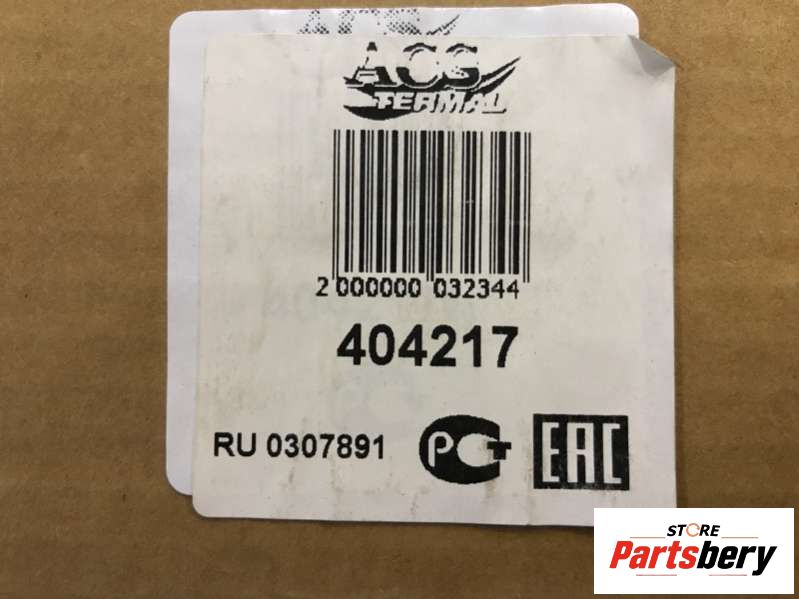 ACS
TERMAL
2 000000 032344
404217
RU 0307891
PCT
EAC
STORE
Partsbery